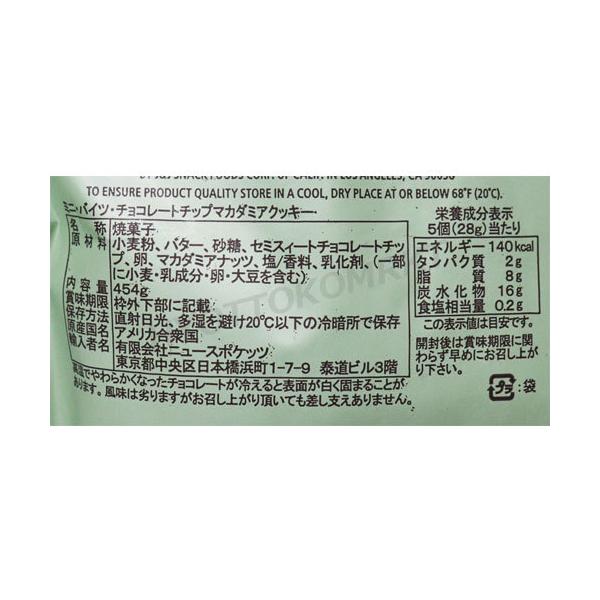 BY J&J SNACK FOODS CORP. OF CALIF. IN LOS ANGELES, CA 90058
TO ENSURE PRODUCT QUALITY STORE IN A COOL, DRY PLACE AT OR BELOW 68°F (20°C).
ミニ・バイツ・チョコレートチップマカダミアクッキー
名称 焼菓子
原材料 小麦粉、バター、砂糖、セミスィートチョコレートチッ
プ、卵、マカダミアナッツ、塩/香料、乳化剤、(一部
に小麦・乳成分・卵・大豆を含む)
内容量 454g
賞味期限 枠外下部に記載
保存方法 直射日光、多湿を避け20℃以下の冷暗所で保存
原産国名 アメリカ合衆国
輸入者名 有限会社ニュースポケッツ
東京都中央区日本橋浜町1-7-9 泰道ビル3階
高温でやわらかくなったチョコレートが冷えると表面が白く固まることが
あります。風味は劣りますがお召し上がり頂いても差し支えありません。
栄養成分表示
5個(28g)当たり
エネルギー 140kcal
タンパク質 2g
脂質 8g
炭水化物 16g
食塩相当量 0.2g
この表示値は目安です。
開封後は賞味期限に関
わらず早めにお召し上が
り下さい。
プラ :袋